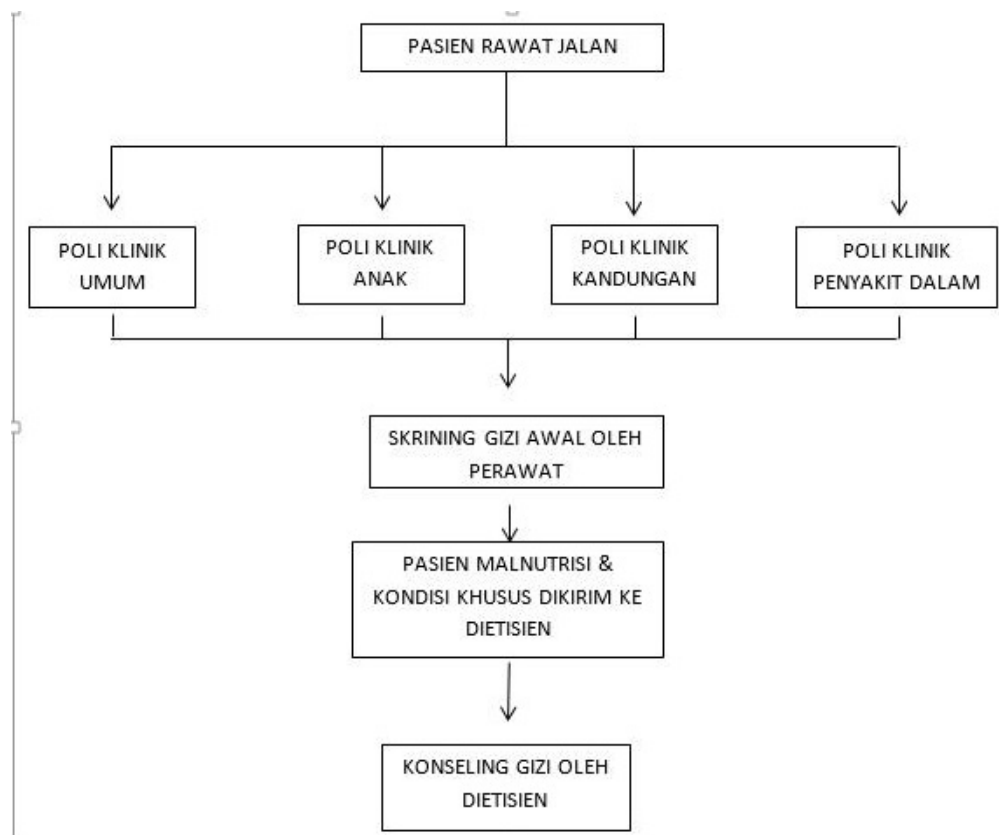 PASIEN RAWAT JALAN
POLI KLINIK
UMUM
POLI KLINIK
ANAK
POLI KLINIK
KANDUNGAN
POLI KLINIK
PENYAKIT DALAM
SKRINING GIZI AWAL OLEH
PERAWAT
PASIEN MALNUTRISI &
KONDISI KHUSUS DIKIRIM KE
DIETISIEN
KONSELING GIZI OLEH
DIETISIEN